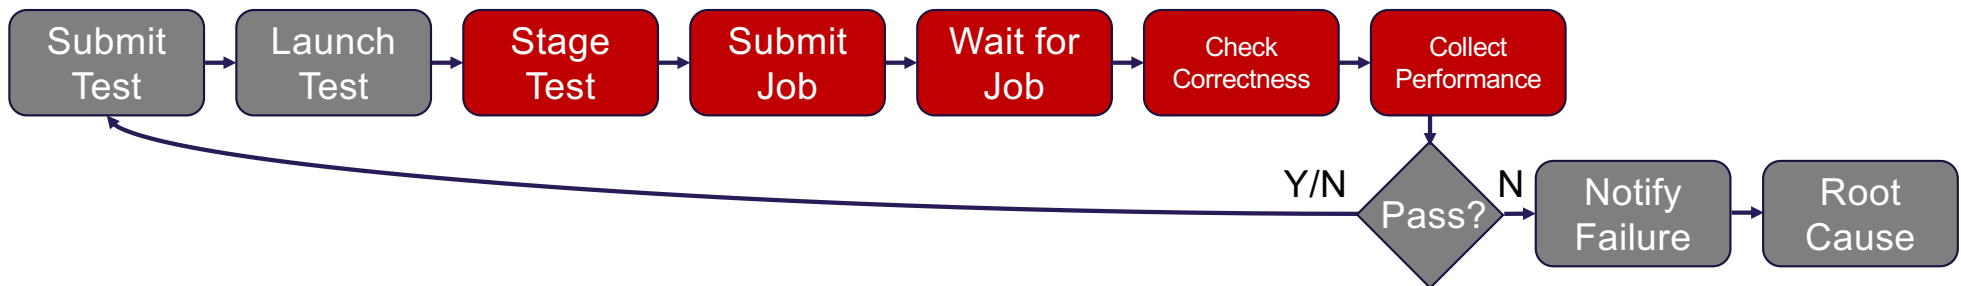 Submit
Test
Launch
Test
Stage
Test
Submit
Job
Wait for
Job
Check
Correctness
Collect
Performance
Y/N
Pass?
N
Notify
Failure
Root
Cause